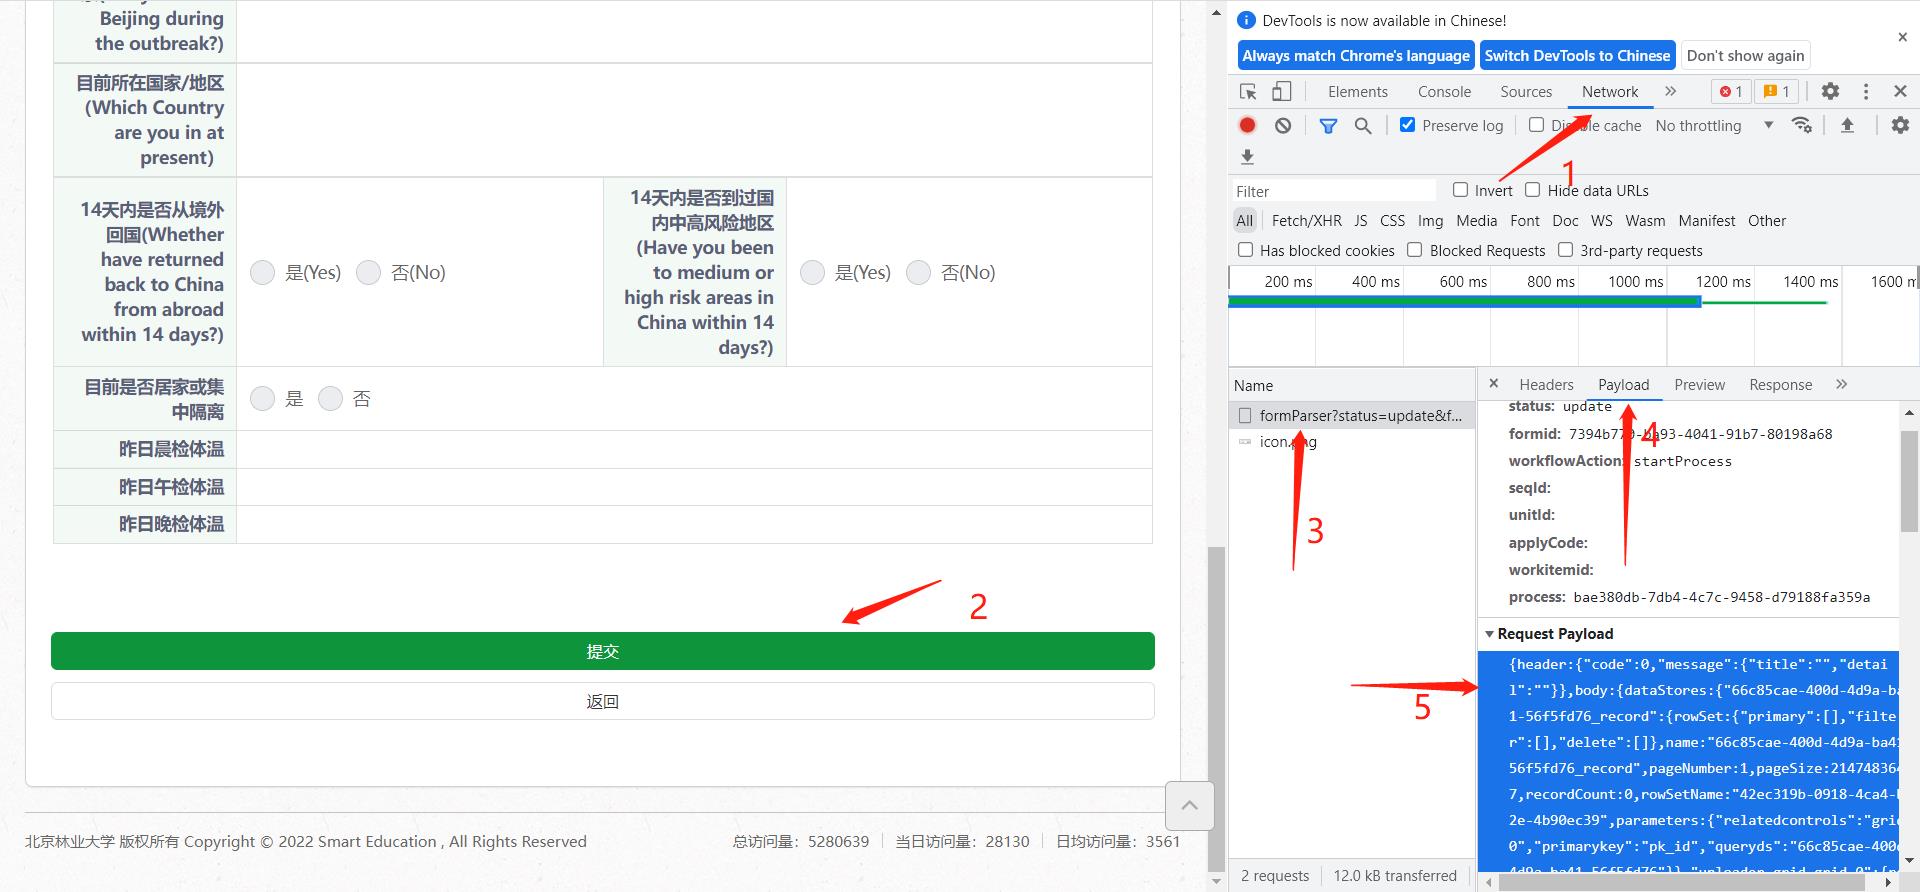 Beijing during
the outbreak?)
目前所在国家/地区
(Which Country
are you in at
present)
14天内是否从境外
回国(Whether
have returned
back to China
from abroad
within 14 days?)
是(Yes)
否(No)
14天内是否到过国
内中高风险地区
(Have you been
to medium or
high risk areas in
China within 14
days?)
是(Yes)
否(No)
目前是否居家或集
中隔离
是
否
昨日晨检体温
昨日午检体温
昨日晚检体温
2
提交
返回
北京林业大学 版权所有 Copyright © 2022 Smart Education , All Rights Reserved
总访问量：5280639
当日访问量：28130
日均访问量：3561
DevTools is now available in Chinese!
Always match Chrome's language
Switch DevTools to Chinese
Don't show again
Elements
Console
Sources
Network
1
1
Preserve log
Disable cache
No throttling
1
Filter
Invert
Hide data URLs
All
Fetch/XHR
JS
CSS
Img
Media
Font
Doc
WS
Wasm
Manifest
Other
Has blocked cookies
Blocked Requests
3rd-party requests
200 ms
400 ms
600 ms
800 ms
1000 ms
1200 ms
1400 ms
1600 m
Name
formParser?status=update&f...
icon.png
3
2 requests
12.0 kB transferred
Headers
Payload
Preview
Response
4
status: update
formid: 7394b770-ba93-4041-91b7-80198a68
workflowAction: startProcess
seqId:
unitId:
applyCode:
workitemid:
process: bae380db-7db4-4c7c-9458-d79188fa359a
Request Payload
5
{header:{"code":0,"message":{"title":"","detai
l":""}},body:{dataStores:{"66c85cae-400d-4d9a-ba
1-56f5fd76_record":{rowSet:{"primary":[],"filte
r":[],"delete":[]},name:"66c85cae-400d-4d9a-ba41
56f5fd76_record",pageNumber:1,pageSize:214748364
7,recordCount:0,rowSetName:"42ec319b-0918-4ca4-
2e-4b90ec39",parameters:{"relatedcontrols":"gri
0","primarykey":"pk_id","queryds":"66c85cae-400